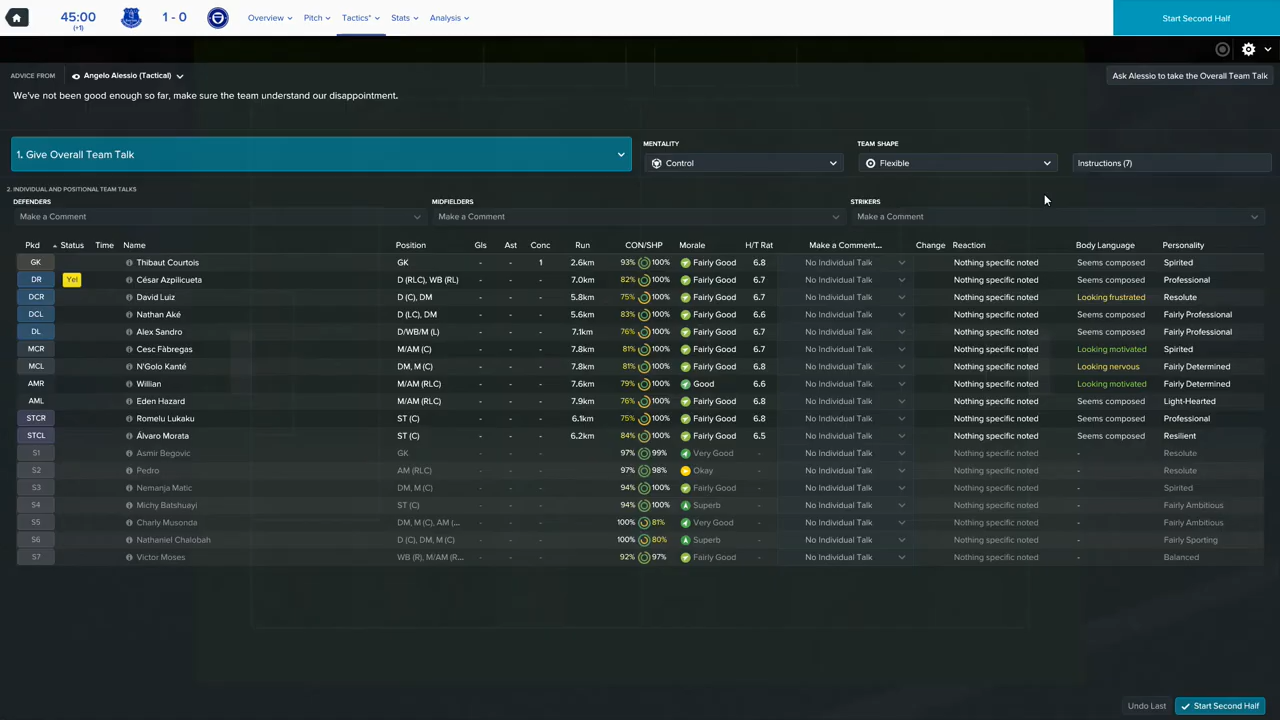 45:00
(+1)
1 - 0
Overview
Pitch
Tactics*
Stats
Analysis
Start Second Half
ADVICE FROM
Angelo Alessio (Tactical)
Ask Alessio to take the Overall Team Talk
We've not been good enough so far, make sure the team understand our disappointment.
1. Give Overall Team Talk
MENTALITY
Control
TEAM SHAPE
Flexible
Instructions (7)
2. INDIVIDUAL AND POSITIONAL TEAM TALKS
DEFENDERS MIDFIELDERS STRIKERS
Make a Comment Make a Comment Make a Comment
Pkd Status Time Name Position Gls Ast Conc Run CON/SHP Morale H/T Rat Make a Comment... Change Reaction Body Language Personality
GK Thibaut Courtois GK - - 1 2.6km 93% 100% Fairly Good 6.8 No Individual Talk Nothing specific noted Seems composed Spirited
DR Yel César Azpilicueta D (RLC), WB (RL) - - - 7.0km 82% 100% Fairly Good 6.7 No Individual Talk Nothing specific noted Seems composed Professional
DCR David Luiz D (C), DM - - - 5.8km 75% 100% Fairly Good 6.7 No Individual Talk Nothing specific noted Looking frustrated Resolute
DCL Nathan Aké D (LC), DM - - - 5.6km 83% 100% Fairly Good 6.6 No Individual Talk Nothing specific noted Seems composed Fairly Professional
DL Alex Sandro D/WB/M (L) - - - 7.1km 76% 100% Fairly Good 6.7 No Individual Talk Nothing specific noted Seems composed Fairly Professional
MCR Cesc Fàbregas M/AM (C) - - - 7.8km 81% 100% Fairly Good 6.7 No Individual Talk Nothing specific noted Looking motivated Spirited
MCL N'Golo Kanté DM, M (C) - - - 7.8km 81% 100% Fairly Good 6.8 No Individual Talk Nothing specific noted Looking nervous Fairly Determined
AMR Willian M/AM (RLC) - - - 7.6km 79% 100% Good 6.6 No Individual Talk Nothing specific noted Looking motivated Fairly Determined
AML Eden Hazard M/AM (RLC) - - - 7.9km 76% 100% Fairly Good 6.8 No Individual Talk Nothing specific noted Seems composed Light-Hearted
STCR Romelu Lukaku ST (C) - - - 6.1km 75% 100% Fairly Good 6.8 No Individual Talk Nothing specific noted Seems composed Professional
STCL Álvaro Morata ST (C) - - - 6.2km 84% 100% Fairly Good 6.5 No Individual Talk Nothing specific noted Seems composed Resilient
S1 Asmir Begovic GK 97% 99% Very Good - No Individual Talk Nothing specific noted - Resolute
S2 Pedro AM (RLC) 97% 98% Okay - No Individual Talk Nothing specific noted - Resolute
S3 Nemanja Matic DM, M (C) 94% 100% Fairly Good - No Individual Talk Nothing specific noted - Spirited
S4 Michy Batshuayi ST (C) 94% 100% Superb - No Individual Talk Nothing specific noted - Fairly Ambitious
S5 Charly Musonda DM, M (C), AM (... 100% 81% Very Good - No Individual Talk Nothing specific noted - Fairly Ambitious
S6 Nathaniel Chalobah D (C), DM, M (C) 100% 80% Superb - No Individual Talk Nothing specific noted - Fairly Sporting
S7 Victor Moses WB (R), M/AM (R... 92% 97% Fairly Good - No Individual Talk Nothing specific noted - Balanced
Undo Last
Start Second Half